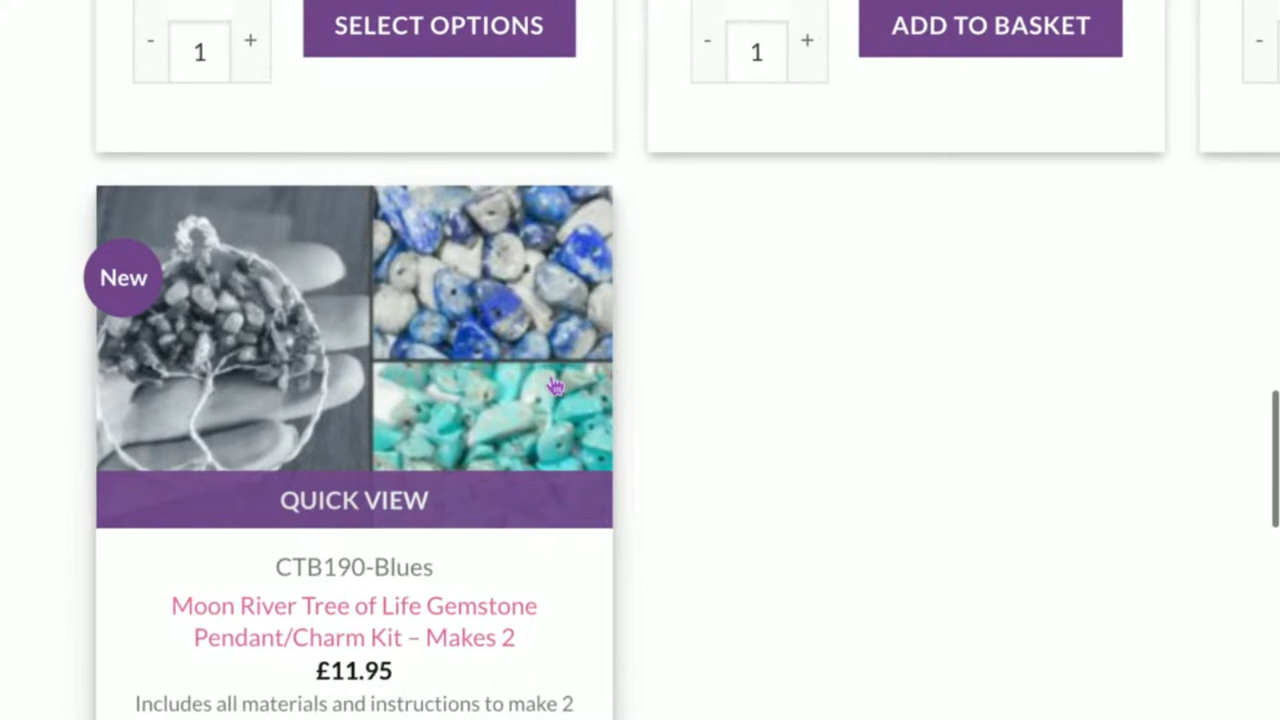 - 1 + SELECT OPTIONS
- 1 + ADD TO BASKET
-
New
QUICK VIEW
CTB190-Blues
Moon River Tree of Life Gemstone
Pendant/Charm Kit – Makes 2
£11.95
Includes all materials and instructions to make 2